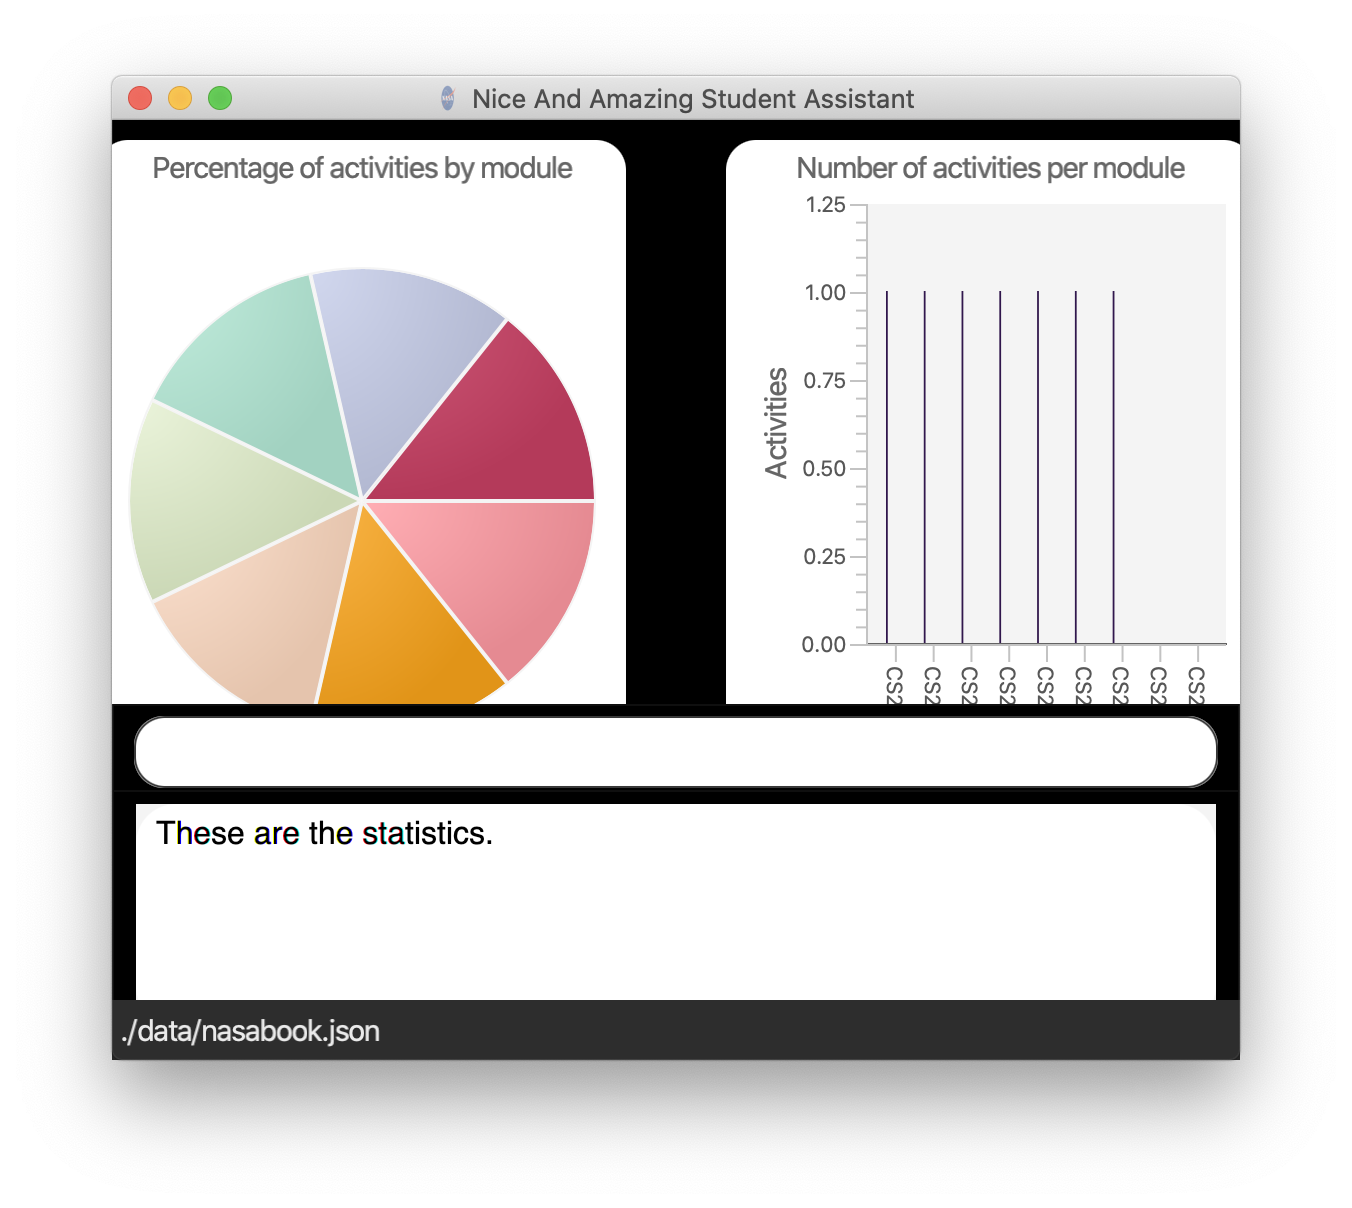 Nice And Amazing Student Assistant
Percentage of activities by module
Number of activities per module
1.25
1.00
0.75
0.50
0.25
0.00
Activities
CS2
CS2
CS2
CS2
CS2
CS2
CS2
CS2
CS2
These are the statistics.
./data/nasabook.json